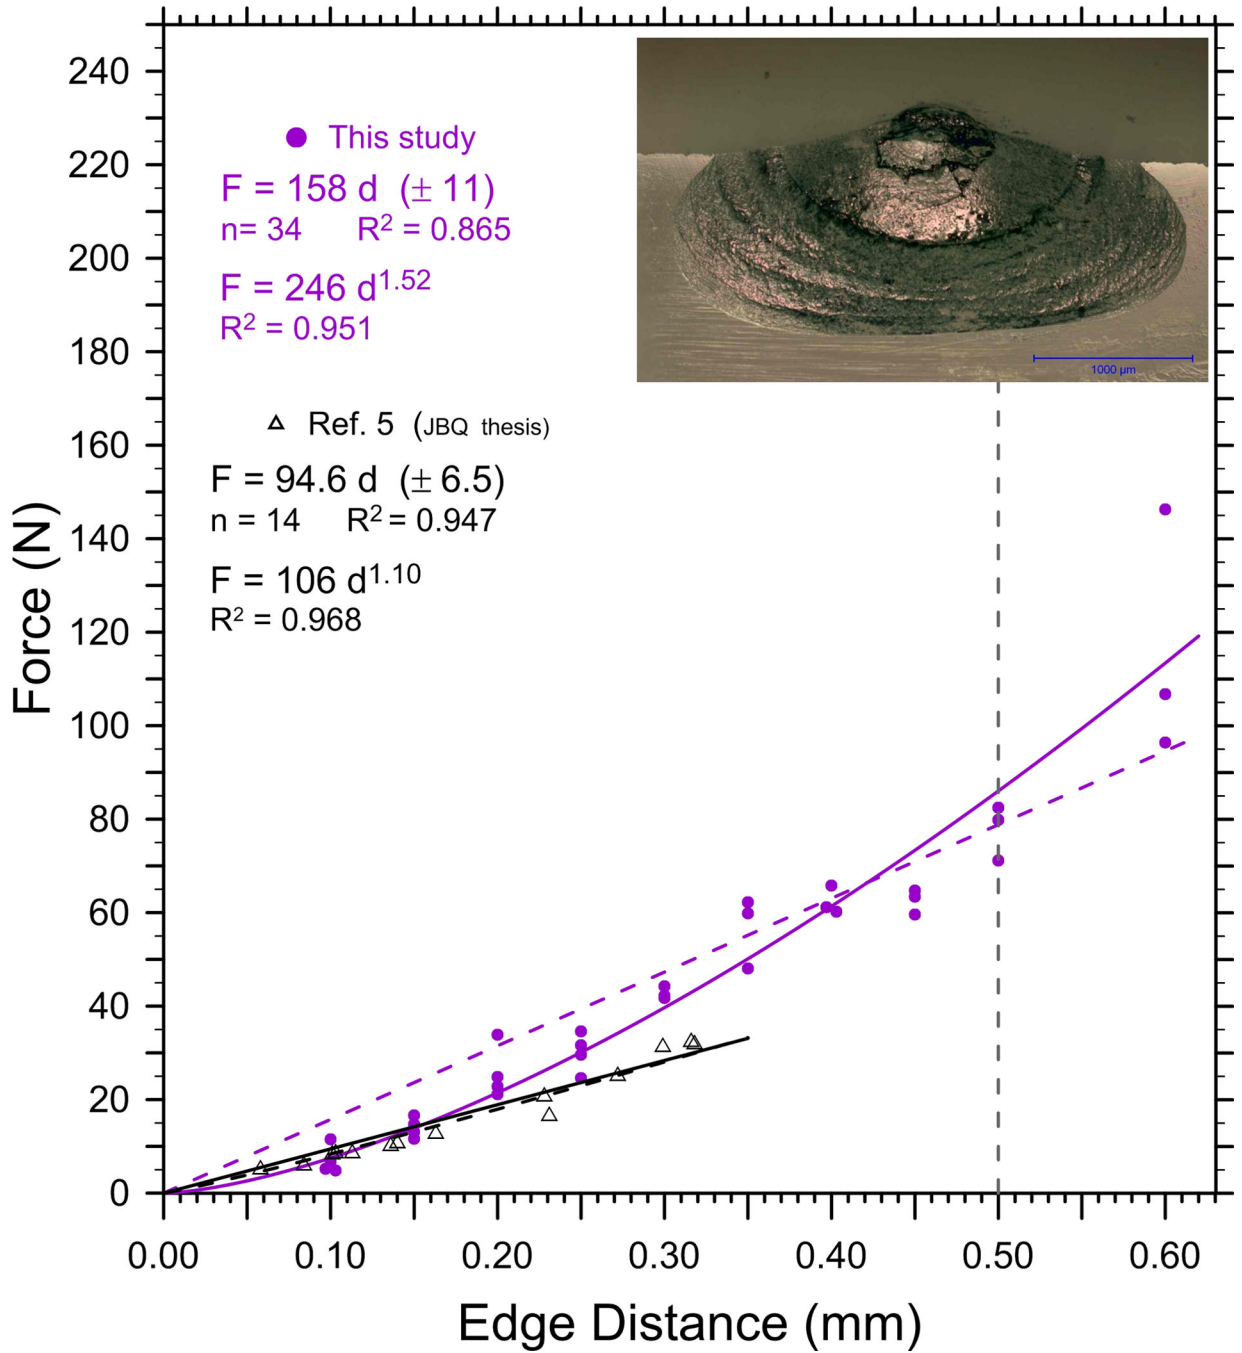 This study
F = 158 d (± 11)
n= 34 R² = 0.865
F = 246 d^1.52
R² = 0.951
1000 µm
Ref. 5 (JBQ thesis)
F = 94.6 d (± 6.5)
n = 14 R² = 0.947
F = 106 d^1.10
R² = 0.968
Force (N)
240
220
200
180
160
140
120
100
80
60
40
20
0
0.00 0.10 0.20 0.30 0.40 0.50 0.60
Edge Distance (mm)